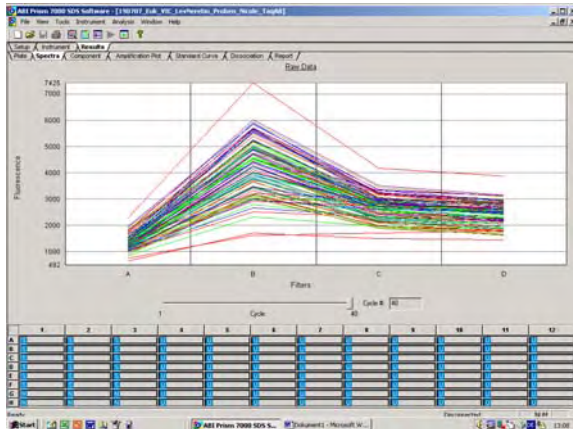 ABI Prism 7000 SDS Software -
File View Tools Instrument Analysis Window Help
Setup Instrument Results
Plate Spectra Component Amplification Plot Standard Curve Dissociation Report
Raw Data
7425
7000
6000
5000
4000
3000
2000
1000
492
Fluorescence
A B C D
Filters
1 Cycle 40
Cycle #: 40
1 2 3 4 5 6 7 8 9 10 11 12
A
B
C
D
E
F
G
H
Ready Disconnected NUM
Start ABI Prism 7000 SDS S... Dokument1 - Microsoft W... 13:08